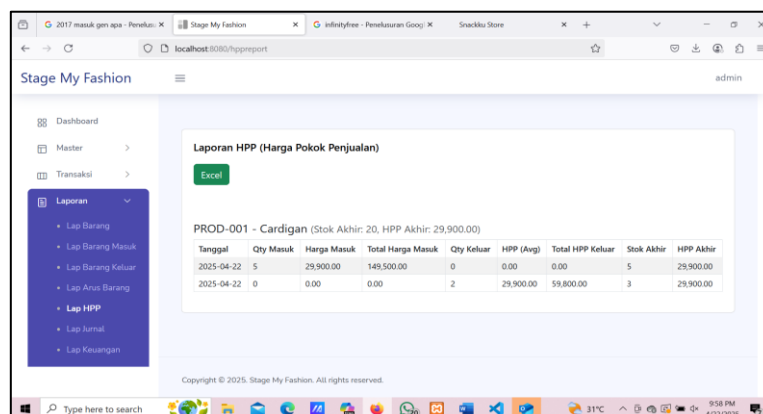 2017 masuk gen apa - Penelus
Stage My Fashion
infinityfree - Penelusuran Googl
Snackku Store
localhost:8080/hppreport
Stage My Fashion
admin
Dashboard
Master
Transaksi
Laporan
Lap Barang
Lap Barang Masuk
Lap Barang Keluar
Lap Arus Barang
Lap HPP
Lap Jurnal
Lap Keuangan
Laporan HPP (Harga Pokok Penjualan)
Excel
PROD-001 - Cardigan (Stok Akhir: 20, HPP Akhir: 29,900.00)
Tanggal Qty Masuk Harga Masuk Total Harga Masuk Qty Keluar HPP (Avg) Total HPP Keluar Stok Akhir HPP Akhir
2025-04-22 5 29,900.00 149,500.00 0 0.00 0.00 5 29,900.00
2025-04-22 0 0.00 0.00 2 29,900.00 59,800.00 3 29,900.00
Copyright © 2025. Stage My Fashion. All rights reserved.
Type here to search
31°C
9:58 PM